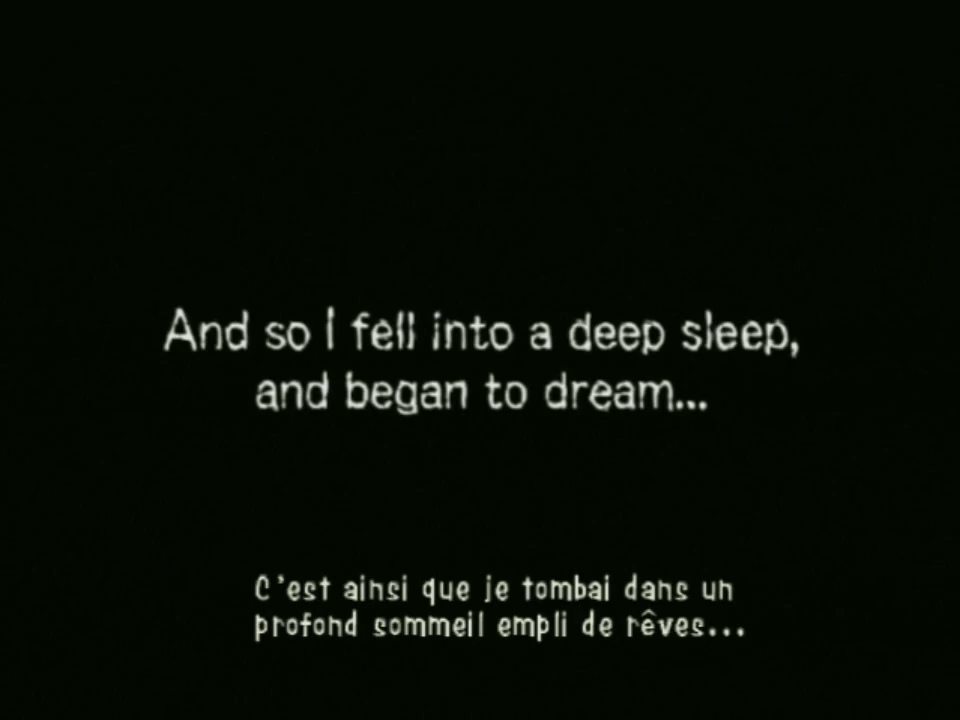 And so I fell into a deep sleep,
and began to dream...
C'est ainsi que je tombai dans un
profond sommeil empli de rêves...